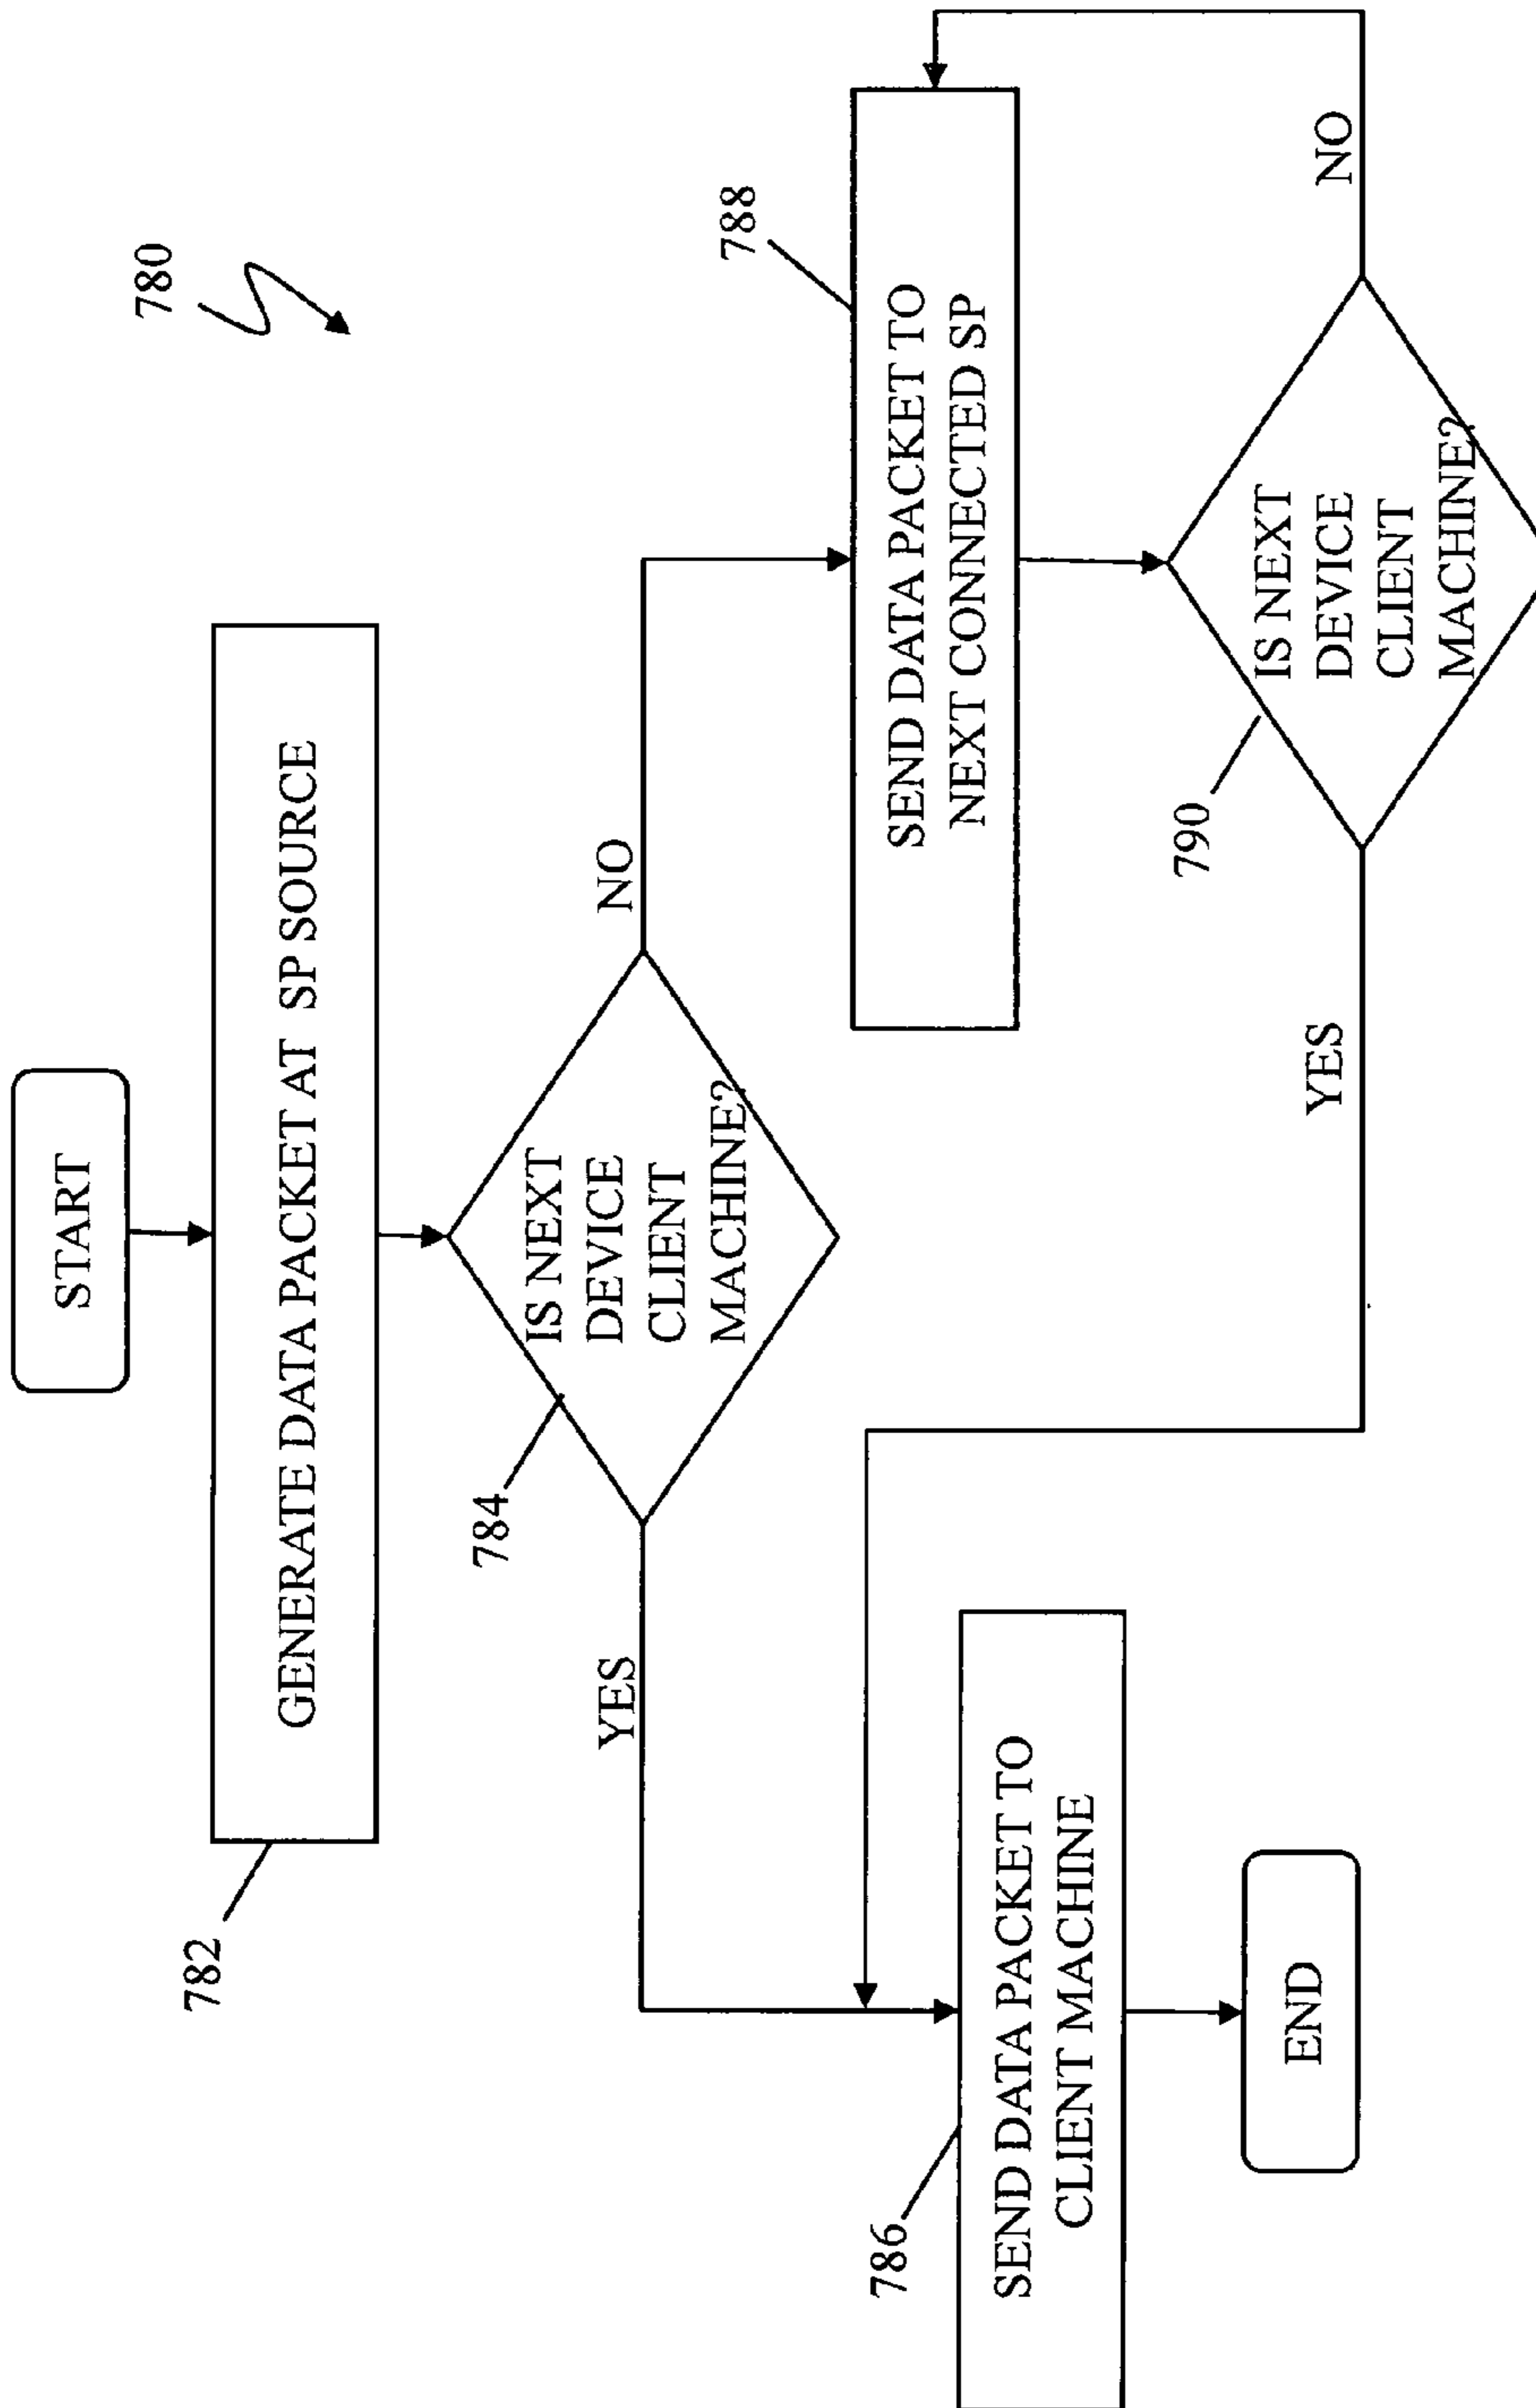 780
START
782
GENERATE DATA PACKET AT SP SOURCE
784
IS NEXT
DEVICE
CLIENT
MACHINE?
YES
NO
786
SEND DATA PACKET TO
CLIENT MACHINE
788
SEND DATA PACKET TO
NEXT CONNECTED SP
790
IS NEXT
DEVICE
CLIENT
MACHINE?
YES
NO
END